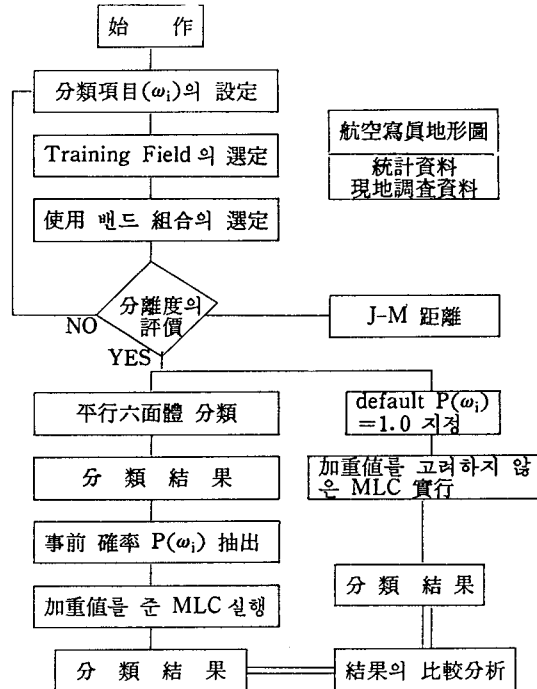 始 作
分類項目(ωi)의 設定
航空寫眞地形圖
Training Field의 選定
統計資料
現地調査資料
使用 밴드 組合의 選定
分離度의
評價
NO
J-M 距離
YES
平行六面體 分類
default P(ωi)
=1.0 지정
分 類 結 果
加重値를 고려하지 않
은 MLC 實行
事前 確率 P(ωi) 抽出
加重値를 준 MLC 실행
分 類 結 果
分 類 結 果
結果의 比較分析